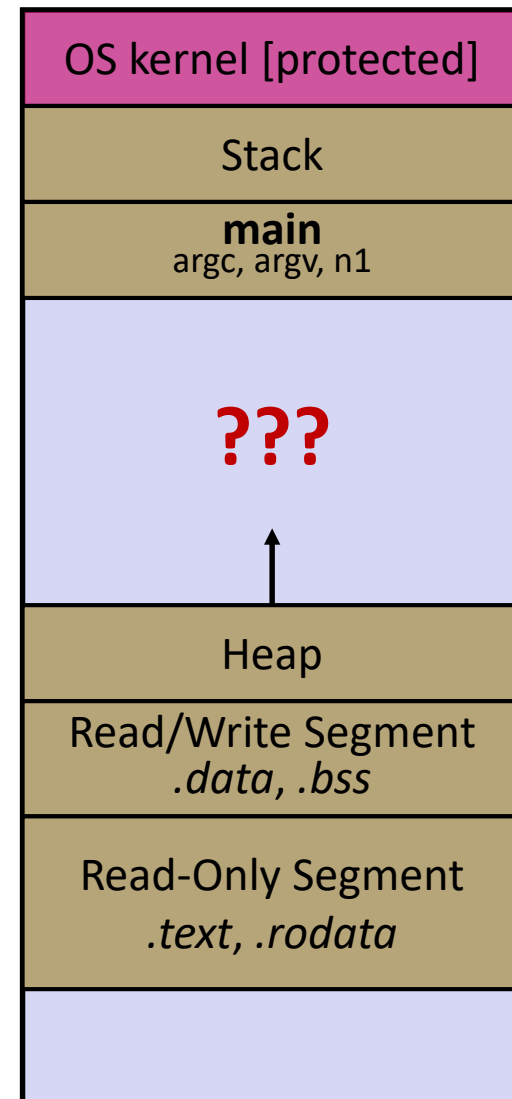 OS kernel [protected]
Stack
main
argc, argv, n1
???
Heap
Read/Write Segment
.data, .bss
Read-Only Segment
.text, .rodata